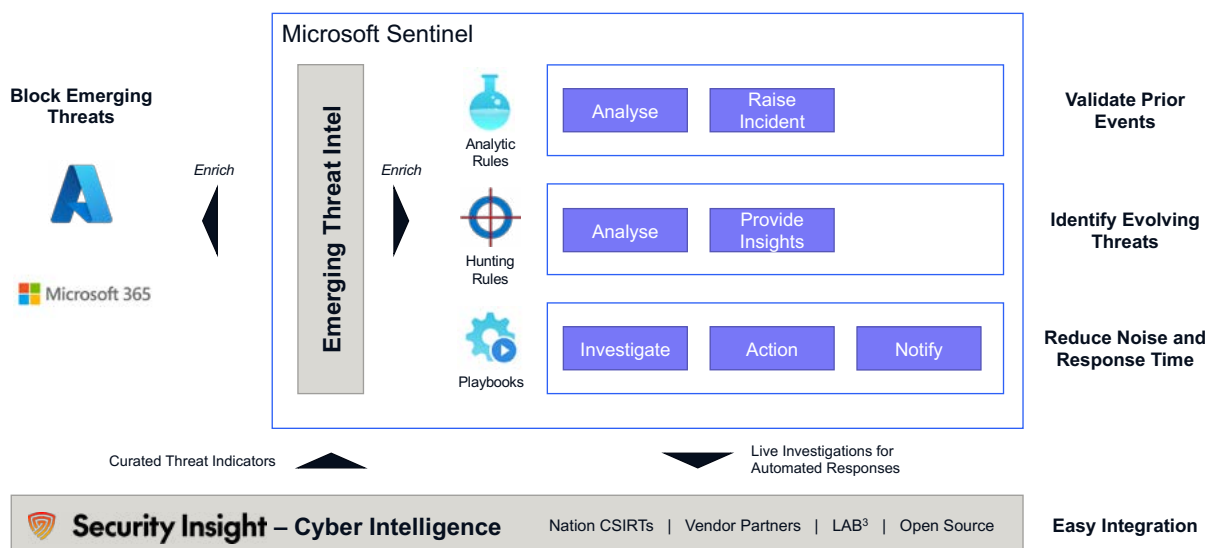 Microsoft Sentinel
Block Emerging
Threats
Enrich
Microsoft 365
Emerging Threat Intel
Enrich
Analytic
Rules
Analyse
Raise
Incident
Validate Prior
Events
Hunting
Rules
Analyse
Provide
Insights
Identify Evolving
Threats
Playbooks
Investigate
Action
Notify
Reduce Noise and
Response Time
Curated Threat Indicators
Live Investigations for
Automated Responses
Security Insight – Cyber Intelligence
Nation CSIRTs | Vendor Partners | LAB³ | Open Source
Easy Integration